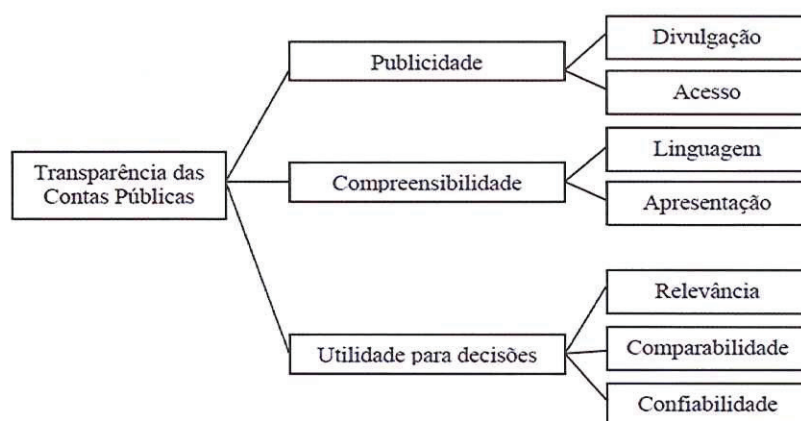 Transparência das
Contas Públicas
Publicidade
Divulgação
Acesso
Compreensibilidade
Linguagem
Apresentação
Utilidade para decisões
Relevância
Comparabilidade
Confiabilidade